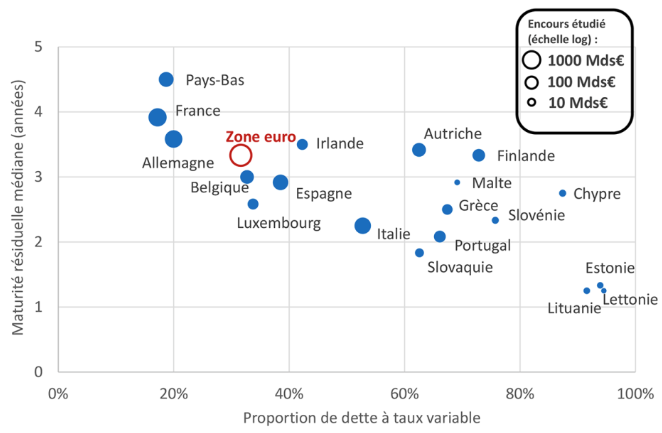 Encours étudié
(échelle log) :
1000 Mds€
100 Mds€
10 Mds€
Maturité résiduelle médiane (années)
5
4
3
2
1
0
Pays-Bas
France
Allemagne
Zone euro
Irlande
Autriche
Finlande
Belgique
Espagne
Malte
Chypre
Luxembourg
Grèce
Slovénie
Italie
Portugal
Slovaquie
Estonie
Lituanie
Lettonie
0%
20%
40%
60%
80%
100%
Proportion de dette à taux variable